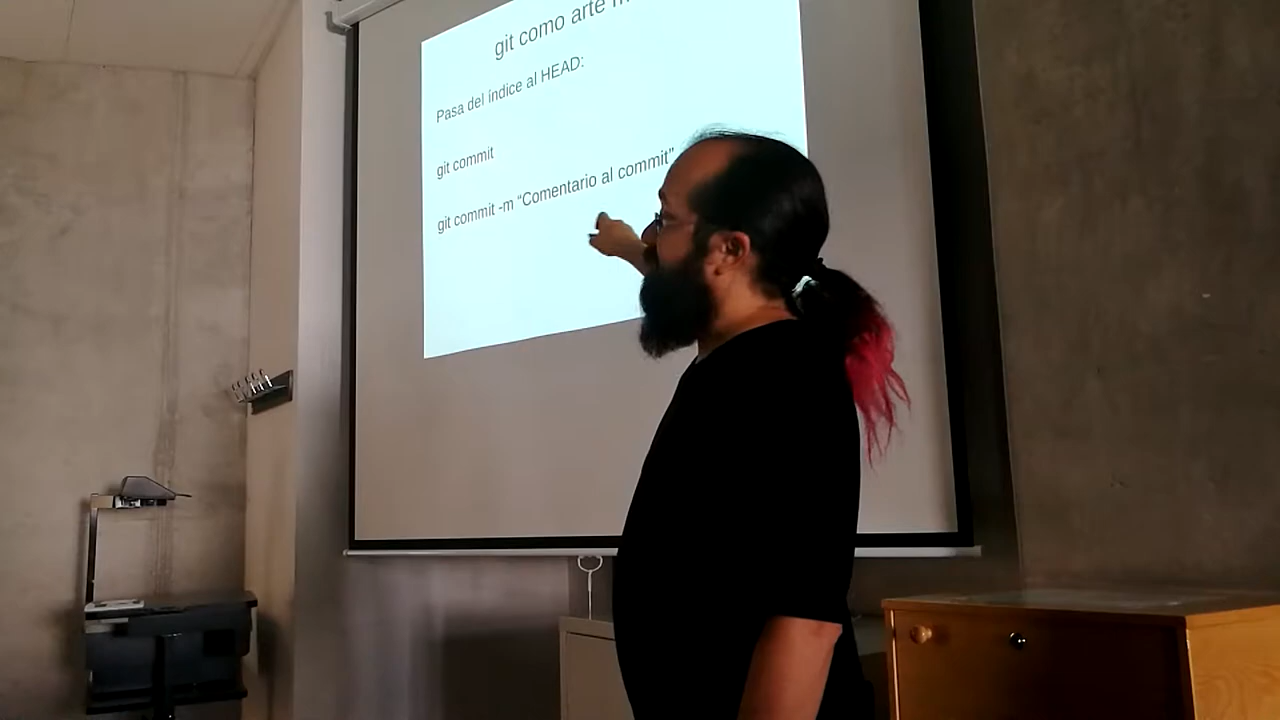 git como arte
Pasa del índice al HEAD:
git commit
git commit -m “Comentario al commit”